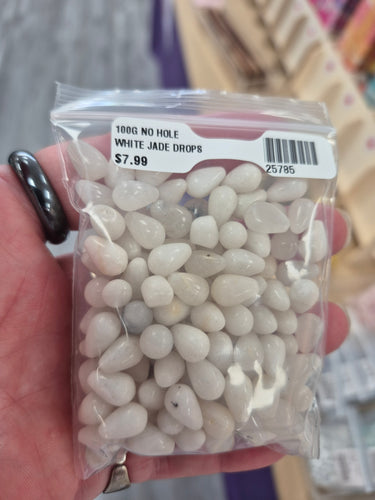 100G NO HOLE
WHITE JADE DROPS
$7.99
25785